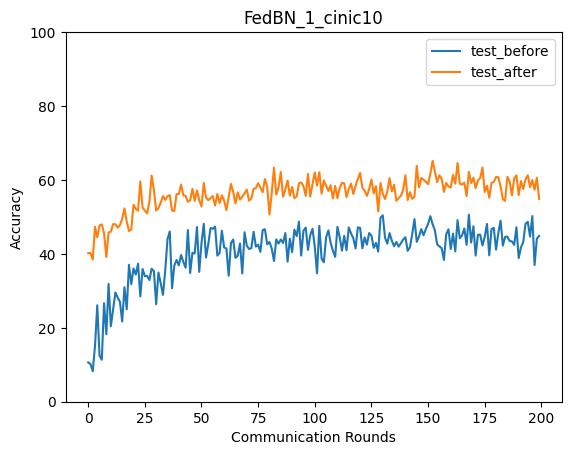 FedBN_1_cinic10
100
80
60
40
20
0
Accuracy
test_before
test_after
0 25 50 75 100 125 150 175 200
Communication Rounds